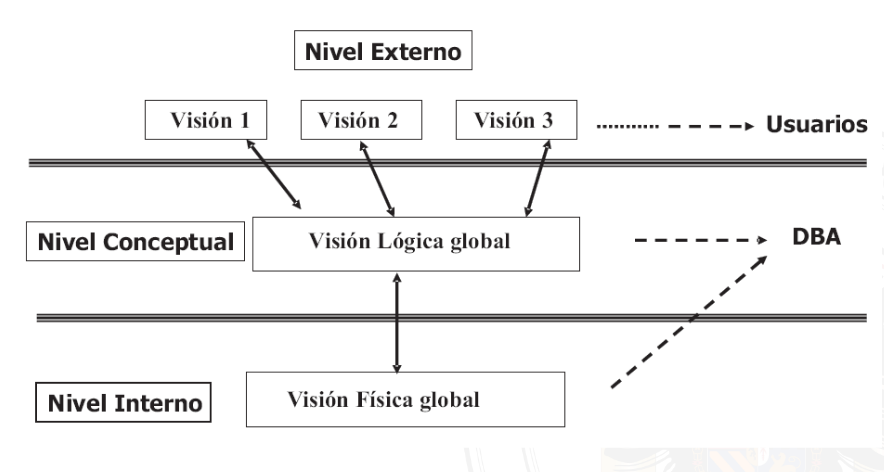 Nivel Externo
Visión 1
Visión 2
Visión 3
Usuarios
Nivel Conceptual
Visión Lógica global
DBA
Nivel Interno
Visión Física global